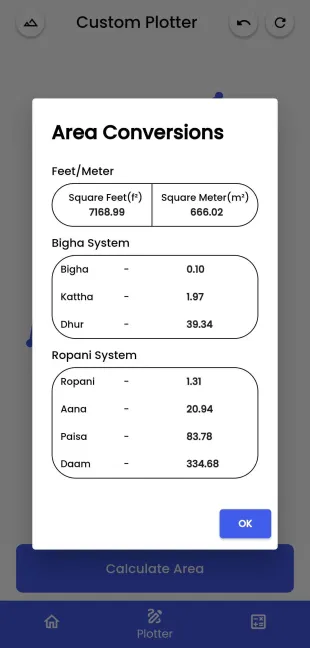 Custom Plotter
Area Conversions
Feet/Meter
Square Feet(f²) Square Meter(m²)
7168.99 666.02
Bigha System
Bigha - 0.10
Kattha - 1.97
Dhur - 39.34
Ropani System
Ropani - 1.31
Aana - 20.94
Paisa - 83.78
Daam - 334.68
OK
Calculate Area
Plotter